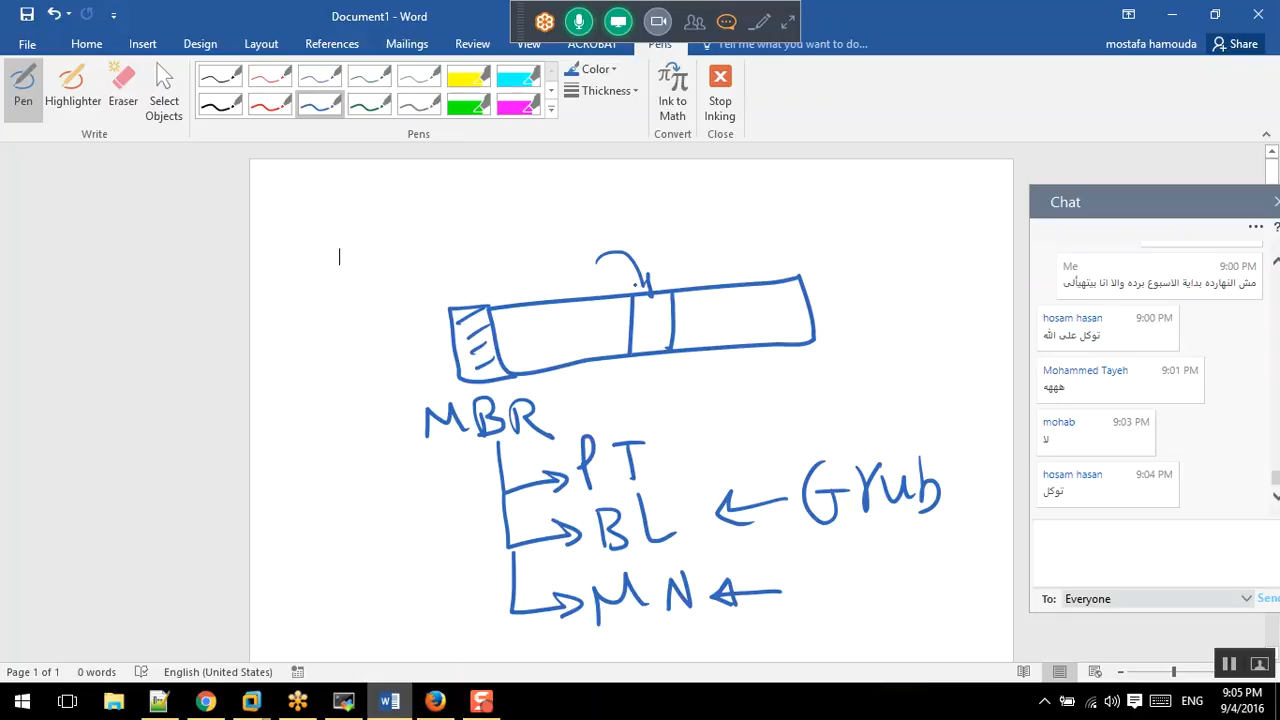 Document1 - Word
File
Home
Insert
Design
Layout
References
Mailings
Review
View
ACROBAT
Pens
Tell me what you want to do...
mostafa hamouda
Share
Pen
Highlighter
Eraser
Select Objects
Color
Thickness
Ink to Math
Stop Inking
Write
Pens
Convert
Close
Chat
Me 9:00 PM
مش النهارده بداية الاسبوع برده والا انا بيتهيألى
hosam hasan 9:00 PM
توكل على الله
Mohammed Tayeh 9:01 PM
هههه
mohab 9:03 PM
لا
hosam hasan 9:04 PM
توكل
To: Everyone
Send
MBR
PT
BL Grub
MN
Page 1 of 1 0 words English (United States)
ENG
9:05 PM
9/4/2016